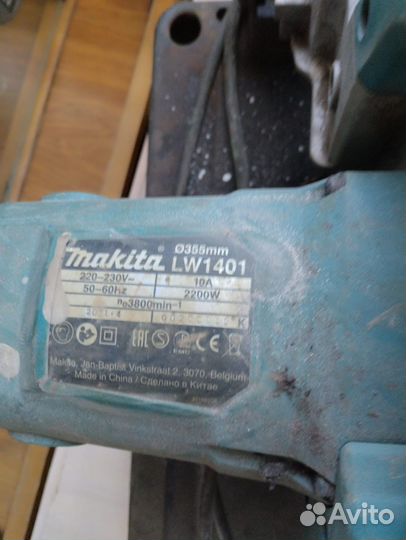 makita ® Ø355mm
LW1401
220-230V~ 10A
50-60Hz 2200W
n₀3800min⁻¹
K
EAC
Makita, Jan-Baptist Vinkstraat 2, 3070, Belgium
Made in China / Сделано в Китае
Avito